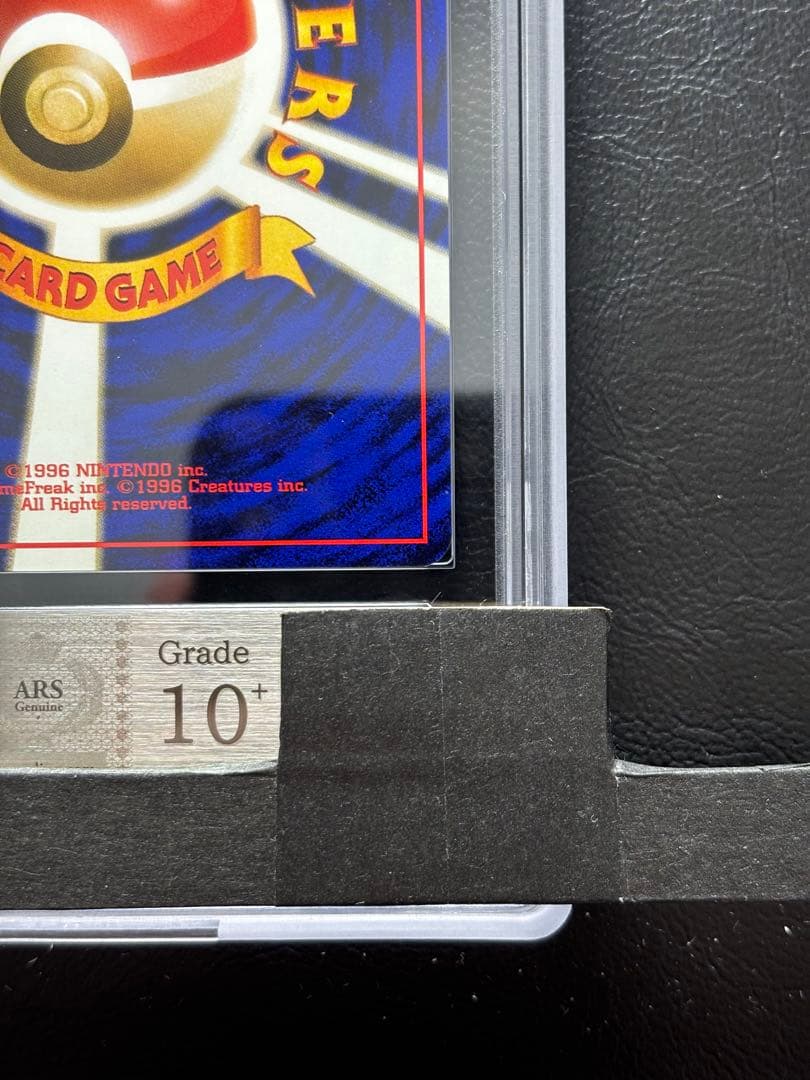 ERS
CARD GAME
©1996 NINTENDO inc.
meFreak inc. ©1996 Creatures inc.
All Rights reserved.
ARS
Genuine
Grade
10+